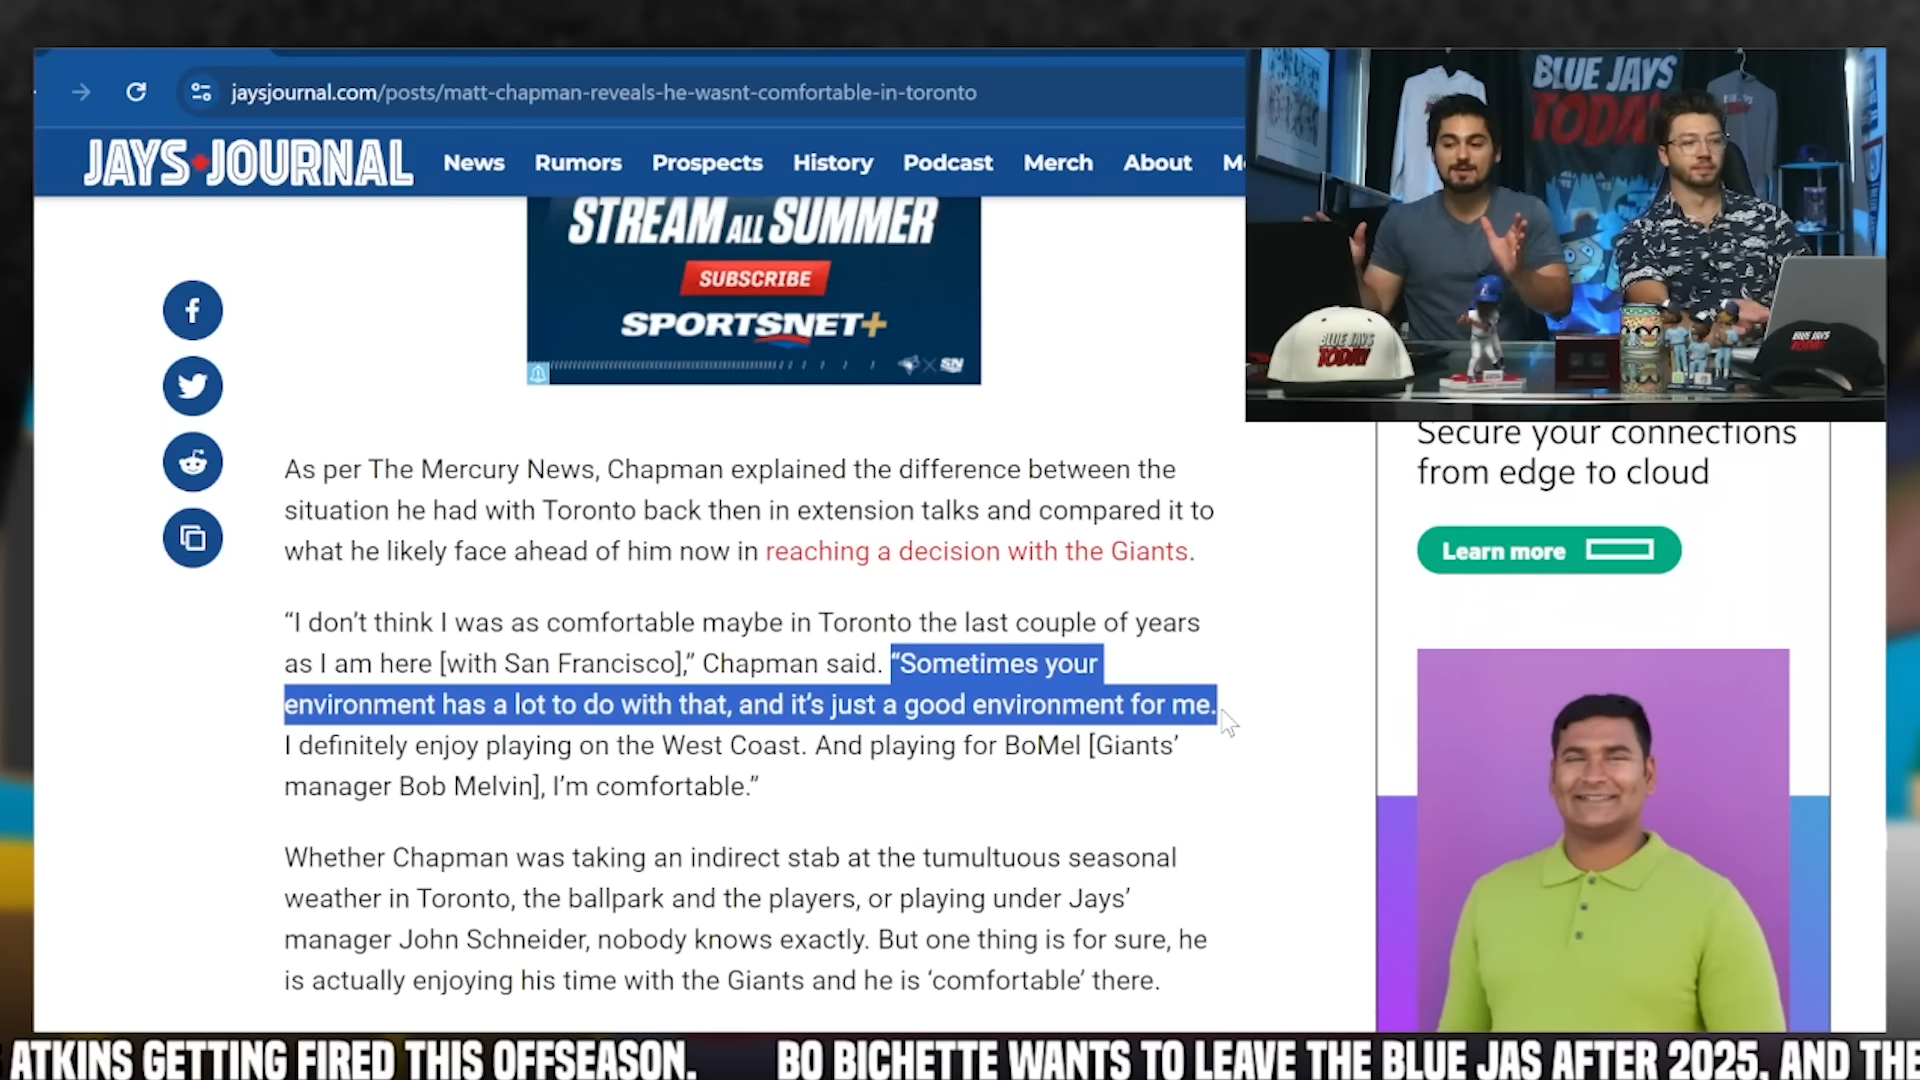 jaysjournal.com/posts/matt-chapman-reveals-he-wasnt-comfortable-in-toronto
JAYS JOURNAL News Rumors Prospects History Podcast Merch About
BLUE JAYS
TODAY
STREAM ALL SUMMER
SUBSCRIBE
SPORTSNET+
SN
BLUE JAYS
TODAY
BLUE JAYS
TODAY
Secure your connections
from edge to cloud
Learn more
As per The Mercury News, Chapman explained the difference between the
situation he had with Toronto back then in extension talks and compared it to
what he likely face ahead of him now in reaching a decision with the Giants.
“I don’t think I was as comfortable maybe in Toronto the last couple of years
as I am here [with San Francisco],” Chapman said. “Sometimes your
environment has a lot to do with that, and it’s just a good environment for me.
I definitely enjoy playing on the West Coast. And playing for BoMel [Giants’
manager Bob Melvin], I’m comfortable.”
Whether Chapman was taking an indirect stab at the tumultuous seasonal
weather in Toronto, the ballpark and the players, or playing under Jays’
manager John Schneider, nobody knows exactly. But one thing is for sure, he
is actually enjoying his time with the Giants and he is ‘comfortable’ there.
ATKINS GETTING FIRED THIS OFFSEASON. BO BICHETTE WANTS TO LEAVE THE BLUE JAS AFTER 2025. AND THE